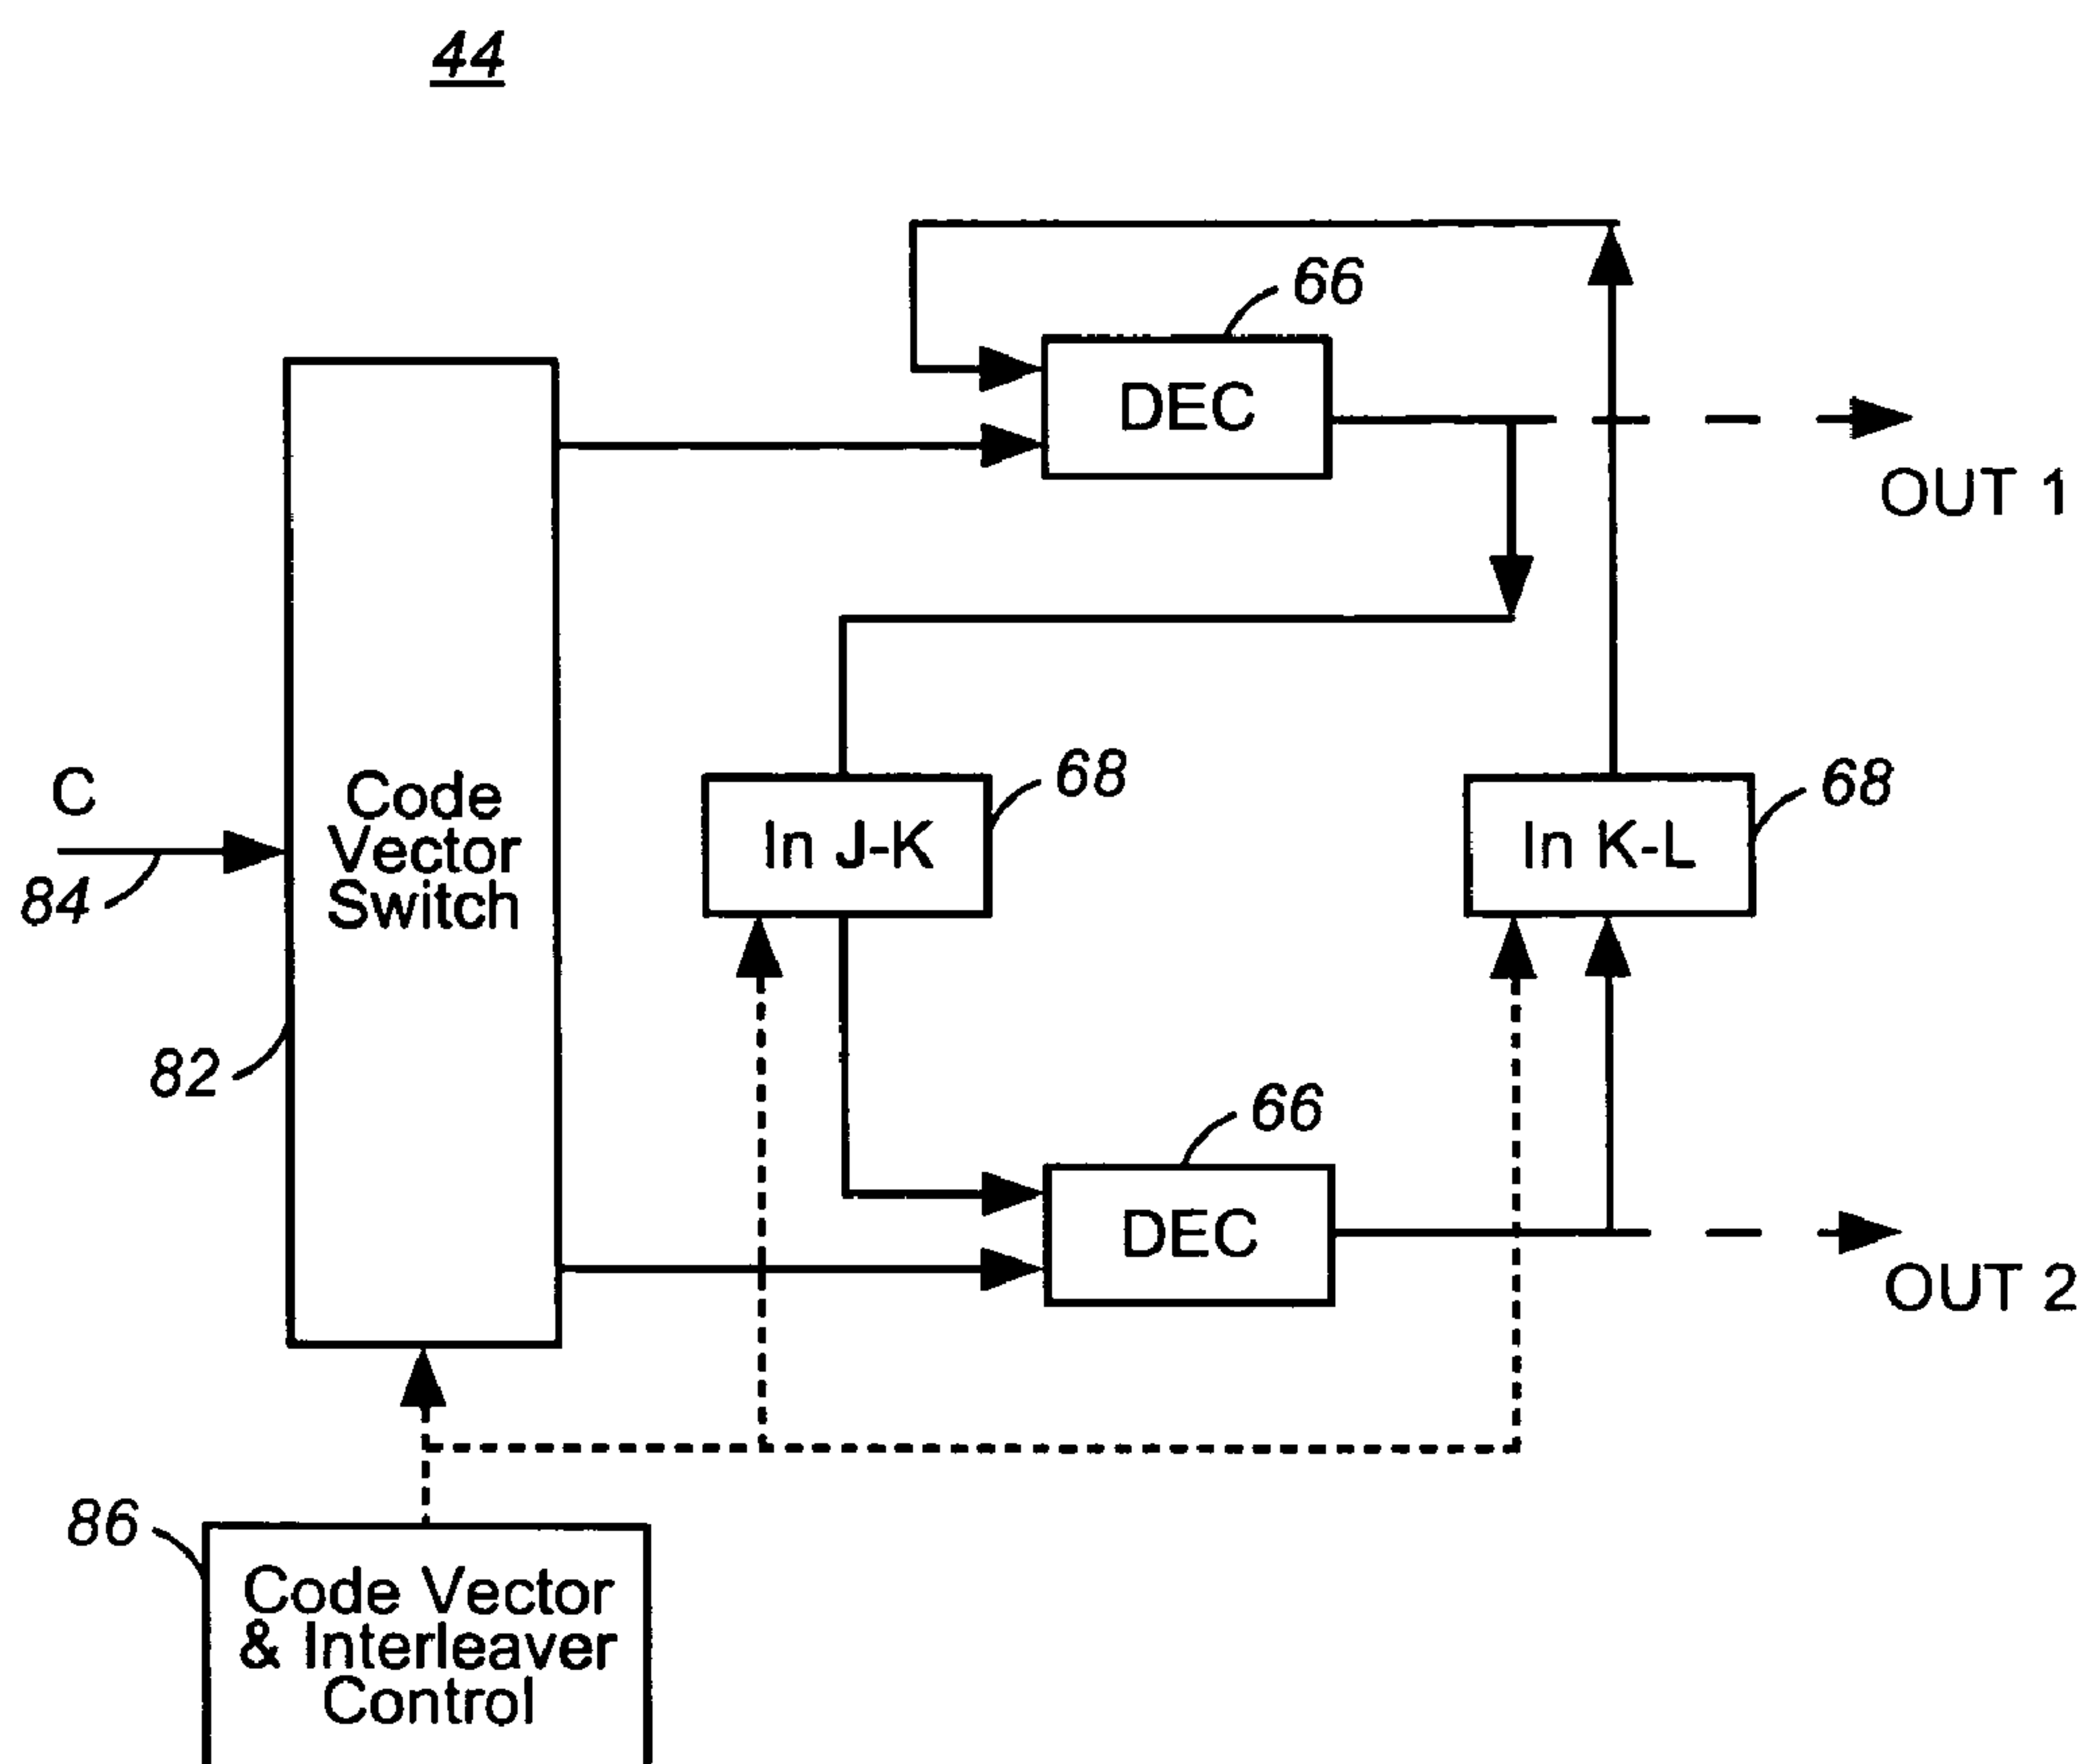 44
66
DEC
OUT 1
C
84
Code
Vector
Switch
68
In J-K
68
In K-L
82
66
DEC
OUT 2
86
Code Vector
& Interleaver
Control